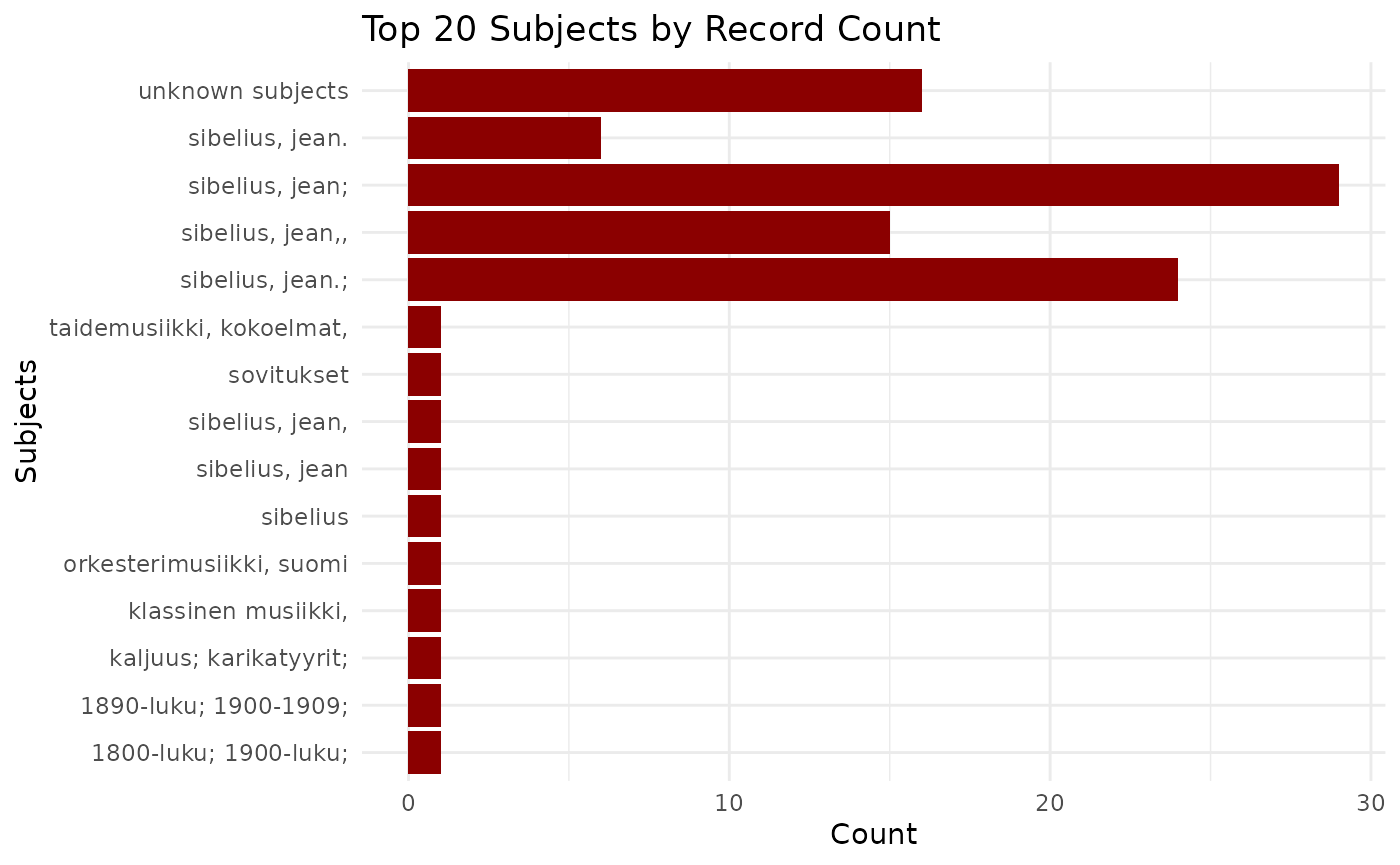 Top 20 Subjects by Record Count
unknown subjects
sibelius, jean.
sibelius, jean;
sibelius, jean,,
sibelius, jean.;
taidemusiikki, kokoelmat,
sovitukset
sibelius, jean,
sibelius, jean
sibelius
orkesterimusiikki, suomi
klassinen musiikki,
kaljuus; karikatyyrit;
1890-luku; 1900-1909;
1800-luku; 1900-luku;
Subjects
0 10 20 30
Count